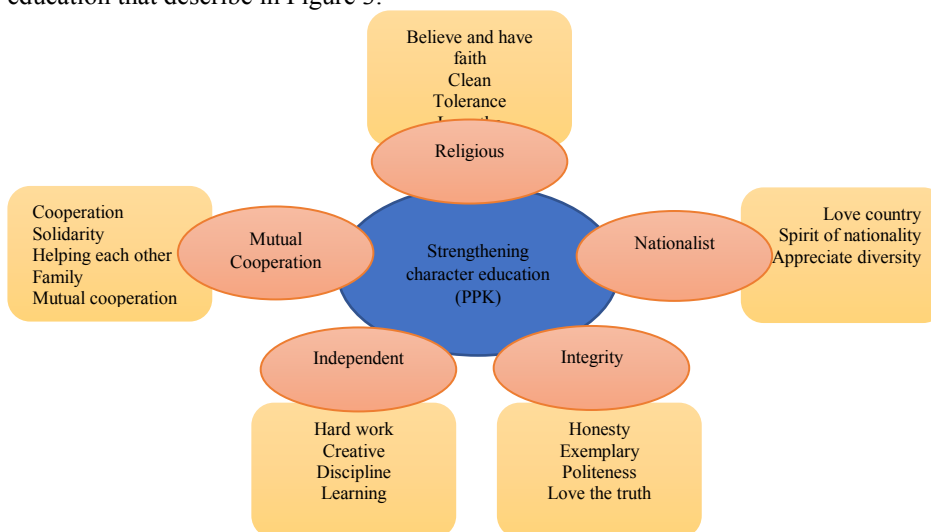 education that describe in Figure 3.
Believe and have
faith
Clean
Tolerance
Religious
Cooperation
Solidarity
Helping each other
Family
Mutual cooperation
Mutual
Cooperation
Strengthening
character education
(PPK)
Nationalist
Love country
Spirit of nationality
Appreciate diversity
Independent
Integrity
Hard work
Creative
Discipline
Learning
Honesty
Exemplary
Politeness
Love the truth